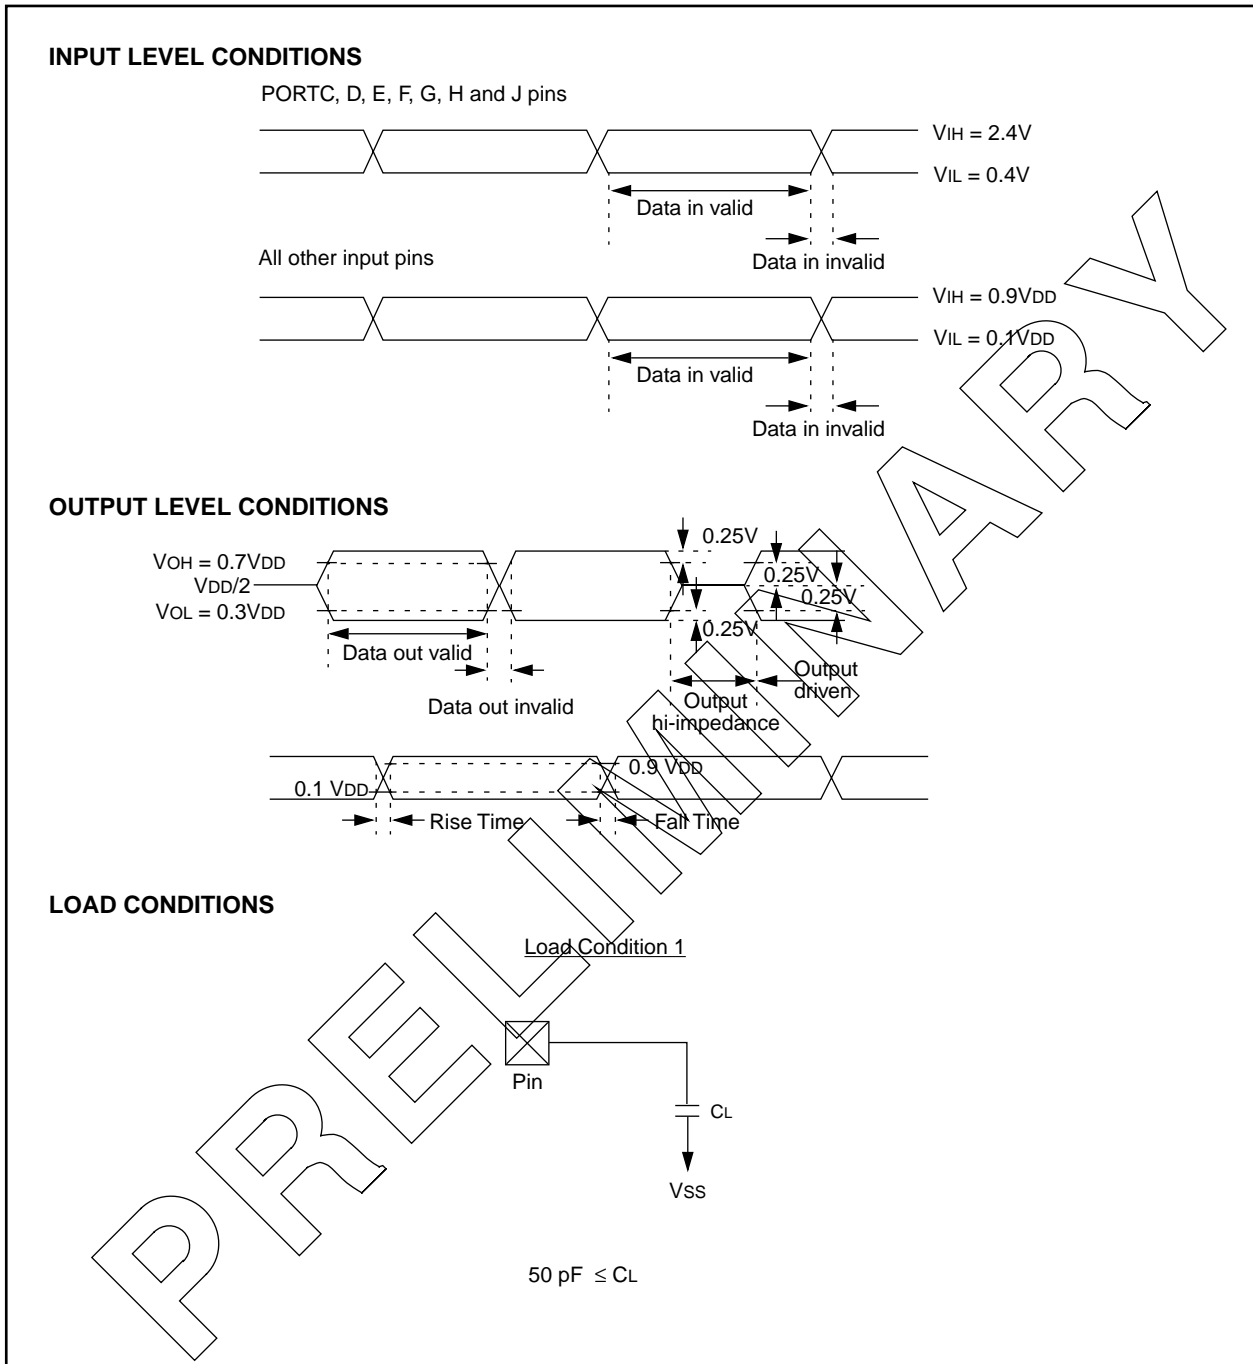 INPUT LEVEL CONDITIONS
PORTC, D, E, F, G, H and J pins
VIH = 2.4V
VIL = 0.4V
Data in valid
Data in invalid
All other input pins
VIH = 0.9VDD
VIL = 0.1VDD
Data in valid
Data in invalid
OUTPUT LEVEL CONDITIONS
0.25V
VOH = 0.7VDD
VDD/2
VOL = 0.3VDD
0.25V
0.25V
0.25V
Data out valid
Data out invalid
Output
hi-impedance
Output
driven
0.9 VDD
0.1 VDD
Rise Time
Fall Time
LOAD CONDITIONS
Load Condition 1
Pin
CL
VSS
50 pF ≤ CL
PRELIMINARY